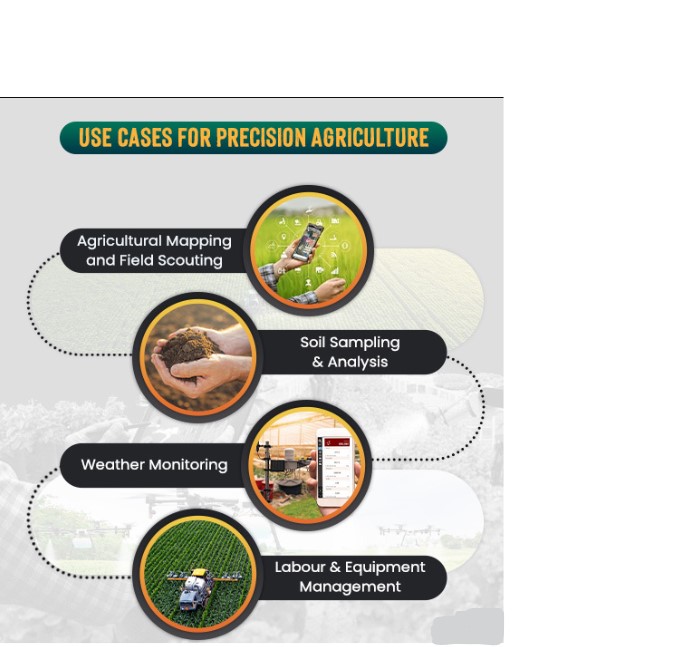 USE CASES FOR PRECISION AGRICULTURE
Agricultural Mapping
and Field Scouting
Soil Sampling
& Analysis
Weather Monitoring
Labour & Equipment
Management